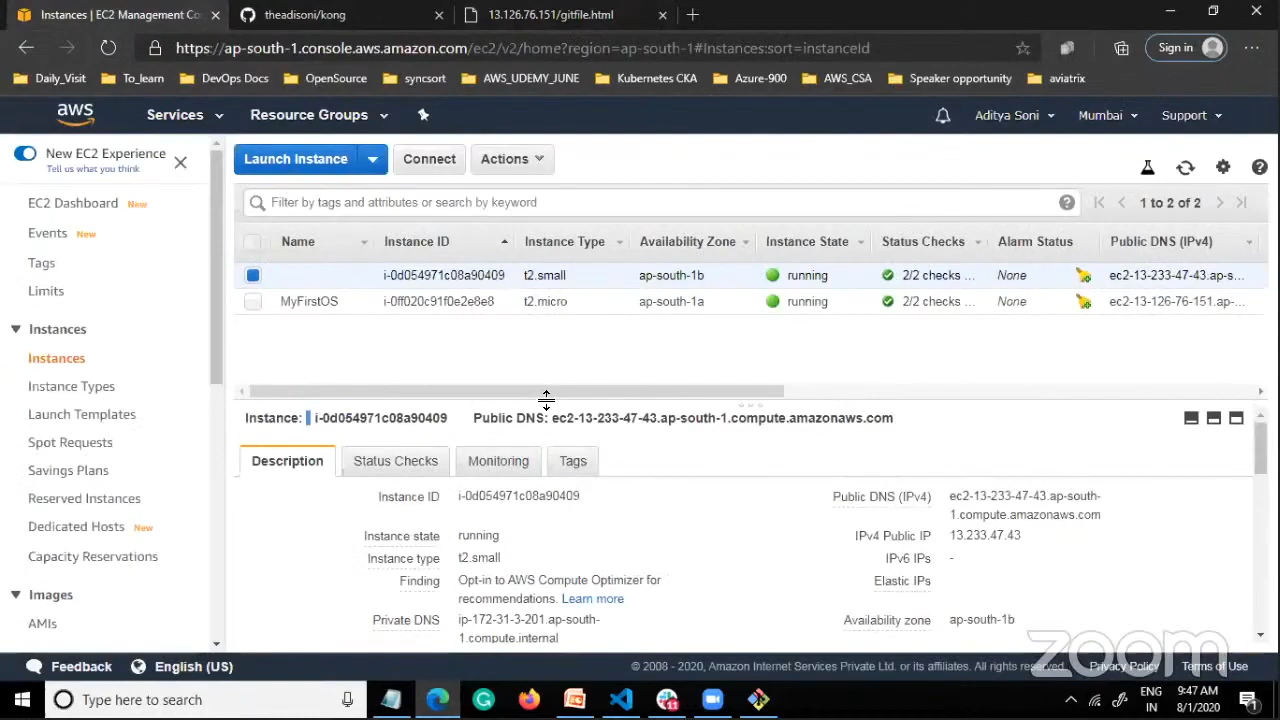 Instances | EC2 Management Co
theadisoni/kong
13.126.76.151/gitfile.html
https://ap-south-1.console.aws.amazon.com/ec2/v2/home?region=ap-south-1#Instances:sort=instanceId
Sign in
Daily_Visit
To_learn
DevOps Docs
OpenSource
syncsort
AWS_UDEMY_JUNE
Kubernetes CKA
Azure-900
AWS_CSA
Speaker opportunity
aviatrix
aws
Services
Resource Groups
Aditya Soni
Mumbai
Support
New EC2 Experience
Tell us what you think
EC2 Dashboard New
Events New
Tags
Limits
Instances
Instances
Instance Types
Launch Templates
Spot Requests
Savings Plans
Reserved Instances
Dedicated Hosts New
Capacity Reservations
Images
AMIs
Launch Instance
Connect
Actions
Filter by tags and attributes or search by keyword
1 to 2 of 2
Name Instance ID Instance Type Availability Zone Instance State Status Checks Alarm Status Public DNS (IPv4)
i-0d054971c08a90409 t2.small ap-south-1b running 2/2 checks ... None ec2-13-233-47-43.ap-s...
MyFirstOS i-0ff020c91f0e2e8e8 t2.micro ap-south-1a running 2/2 checks ... None ec2-13-126-76-151.ap-...
Instance: i-0d054971c08a90409 Public DNS: ec2-13-233-47-43.ap-south-1.compute.amazonaws.com
Description
Status Checks
Monitoring
Tags
Instance ID i-0d054971c08a90409
Instance state running
Instance type t2.small
Finding Opt-in to AWS Compute Optimizer for
recommendations. Learn more
Private DNS ip-172-31-3-201.ap-south-
1.compute.internal
Public DNS (IPv4) ec2-13-233-47-43.ap-south-
1.compute.amazonaws.com
IPv4 Public IP 13.233.47.43
IPv6 IPs -
Elastic IPs
Availability zone ap-south-1b
zoom
Feedback
English (US)
© 2008 - 2020, Amazon Internet Services Private Ltd. or its affiliates. All rights reserved.
Privacy Policy
Terms of Use
Type here to search
ENG
IN
9:47 AM
8/1/2020
1